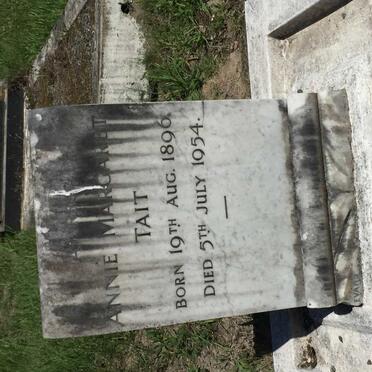 ANNIE MARGARET
TAIT
BORN 19TH AUG. 1896.
DIED 5TH JULY 1954.